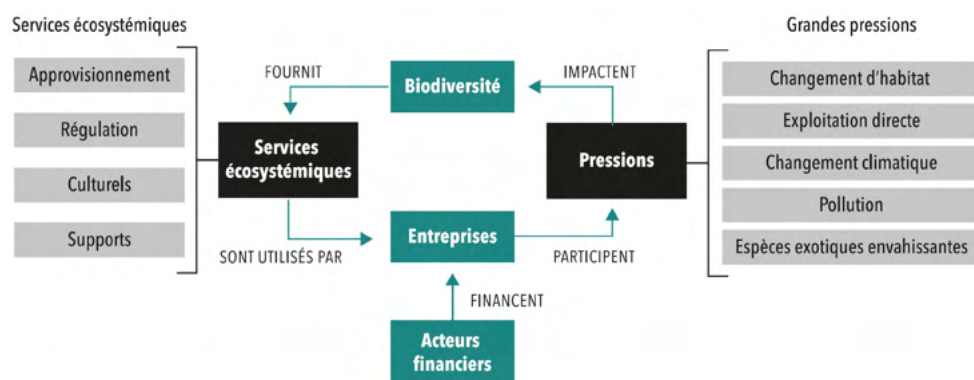 Services écosystémiques
Grandes pressions
Approvisionnement
Régulation
Culturels
Supports
FOURNIT
Biodiversité
IMPACTENT
Services
écosystémiques
Pressions
SONT UTILISÉS PAR
Entreprises
PARTICIPENT
FINANCENT
Acteurs
financiers
Changement d'habitat
Exploitation directe
Changement climatique
Pollution
Espèces exotiques envahissantes